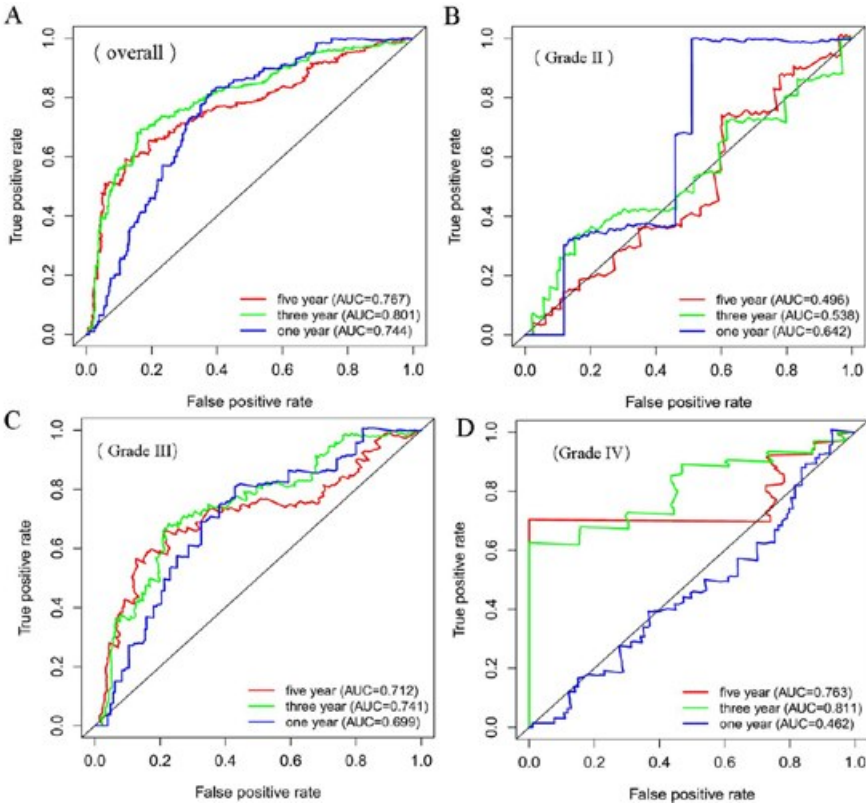 A
( overall )
True positive rate
1.0
0.8
0.6
0.4
0.2
0.0
five year (AUC=0.767)
three year (AUC=0.801)
one year (AUC=0.744)
0.0 0.2 0.4 0.6 0.8 1.0
False positive rate
B
( Grade II )
True positive rate
1.0
0.8
0.6
0.4
0.2
0.0
five year (AUC=0.496)
three year (AUC=0.538)
one year (AUC=0.642)
0.0 0.2 0.4 0.6 0.8 1.0
False positive rate
C
( Grade III)
True positive rate
1.0
0.8
0.6
0.4
0.2
0.0
five year (AUC=0.712)
three year (AUC=0.741)
one year (AUC=0.699)
0.0 0.2 0.4 0.6 0.8 1.0
False positive rate
D
(Grade IV)
True positive rate
1.0
0.8
0.6
0.4
0.2
0.0
five year (AUC=0.763)
three year (AUC=0.811)
one year (AUC=0.462)
0.0 0.2 0.4 0.6 0.8 1.0
False positive rate